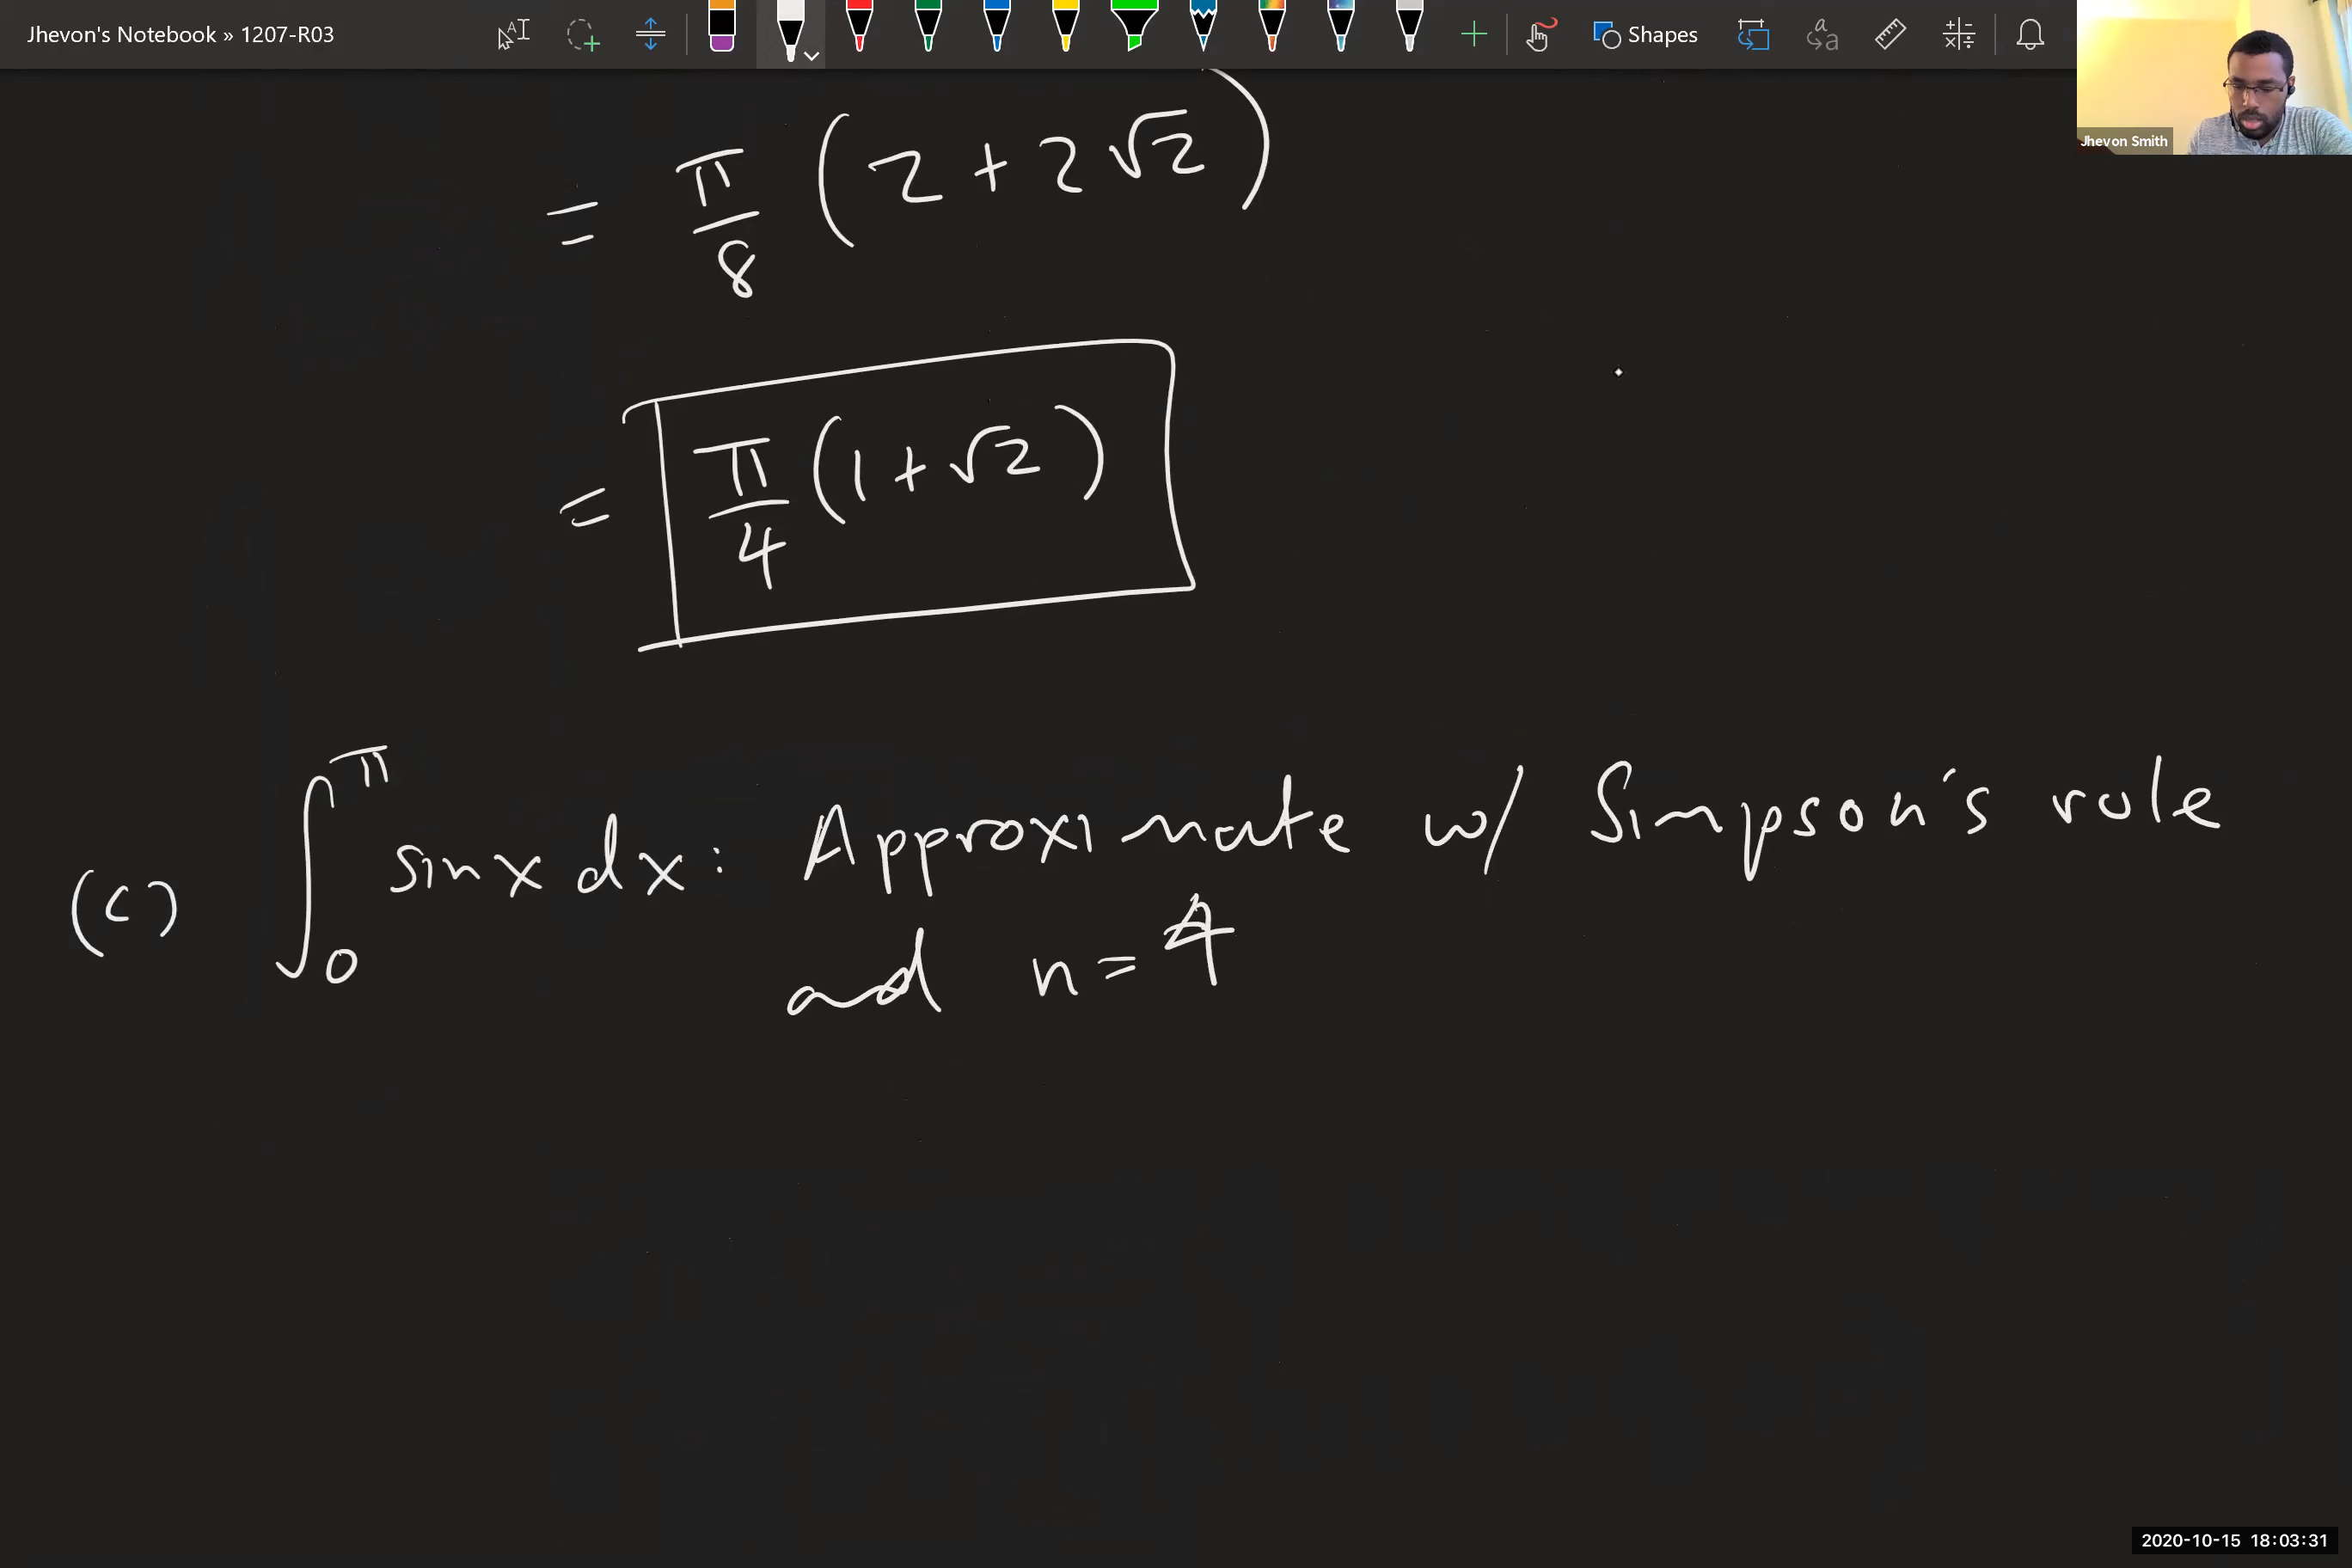 Jhevon's Notebook » 1207-R03
Shapes
Jhevon Smith
= π/8 (2 + 2√2)
= π/4 (1 + √2)
(c) ∫₀^π sinx dx : Approximate w/ Simpson's rule
and n = 4
2020-10-15 18:03:31